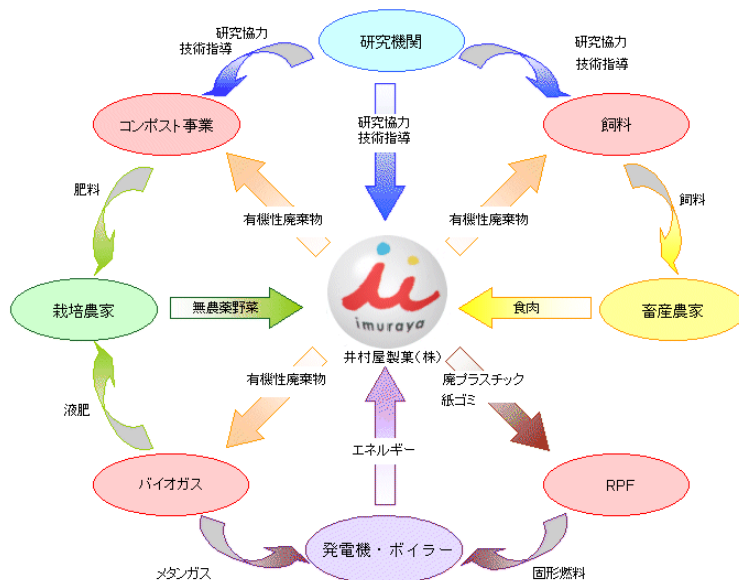 研究協力
技術指導
研究機関
研究協力
技術指導
コンポスト事業
研究協力
技術指導
飼料
肥料
有機性廃棄物
有機性廃棄物
飼料
栽培農家
無農薬野菜
imuraya
井村屋製菓(株)
食肉
畜産農家
液肥
有機性廃棄物
廃プラスチック
紙ゴミ
エネルギー
バイオガス
RPF
発電機・ボイラー
メタンガス
固形燃料